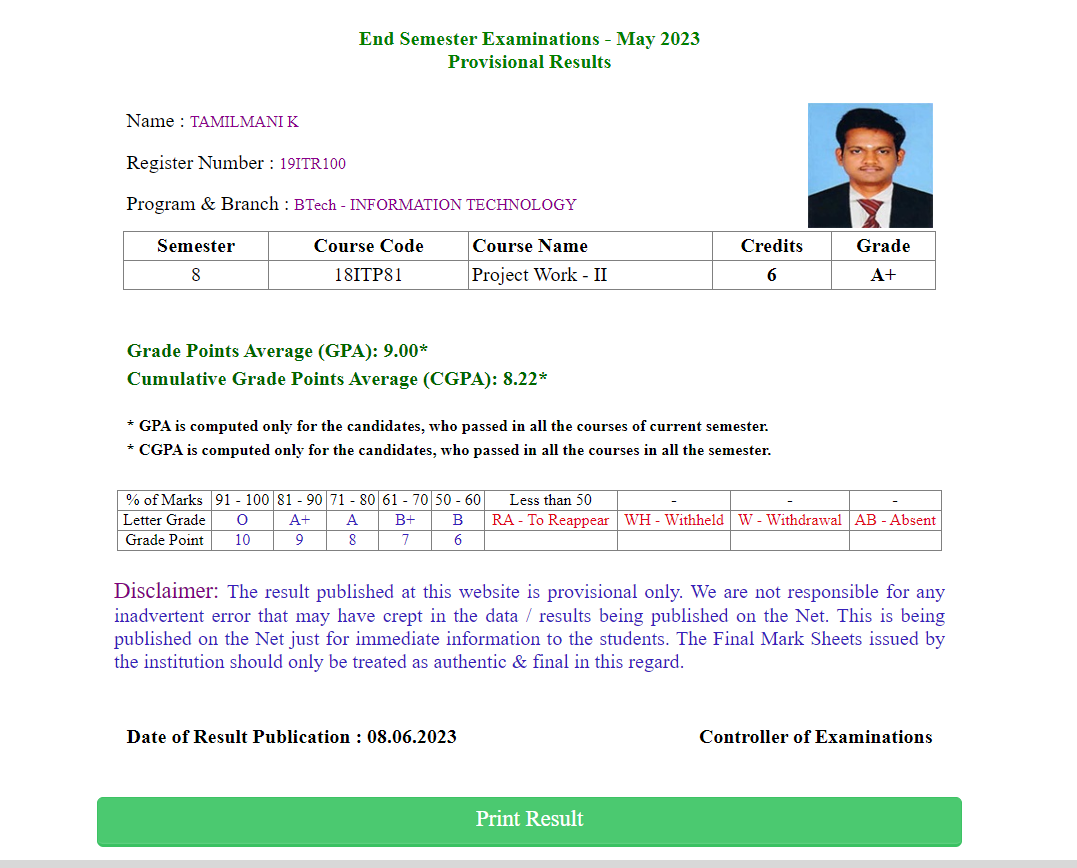 End Semester Examinations - May 2023
Provisional Results
Name : TAMILMANI K
Register Number : 19ITR100
Program & Branch : BTech - INFORMATION TECHNOLOGY
Semester Course Code Course Name Credits Grade
8 18ITP81 Project Work - II 6 A+
Grade Points Average (GPA): 9.00*
Cumulative Grade Points Average (CGPA): 8.22*
* GPA is computed only for the candidates, who passed in all the courses of current semester.
* CGPA is computed only for the candidates, who passed in all the courses in all the semester.
% of Marks 91 - 100 81 - 90 71 - 80 61 - 70 50 - 60 Less than 50 - - -
Letter Grade O A+ A B+ B RA - To Reappear WH - Withheld W - Withdrawal AB - Absent
Grade Point 10 9 8 7 6
Disclaimer: The result published at this website is provisional only. We are not responsible for any
inadvertent error that may have crept in the data / results being published on the Net. This is being
published on the Net just for immediate information to the students. The Final Mark Sheets issued by
the institution should only be treated as authentic & final in this regard.
Date of Result Publication : 08.06.2023 Controller of Examinations
Print Result